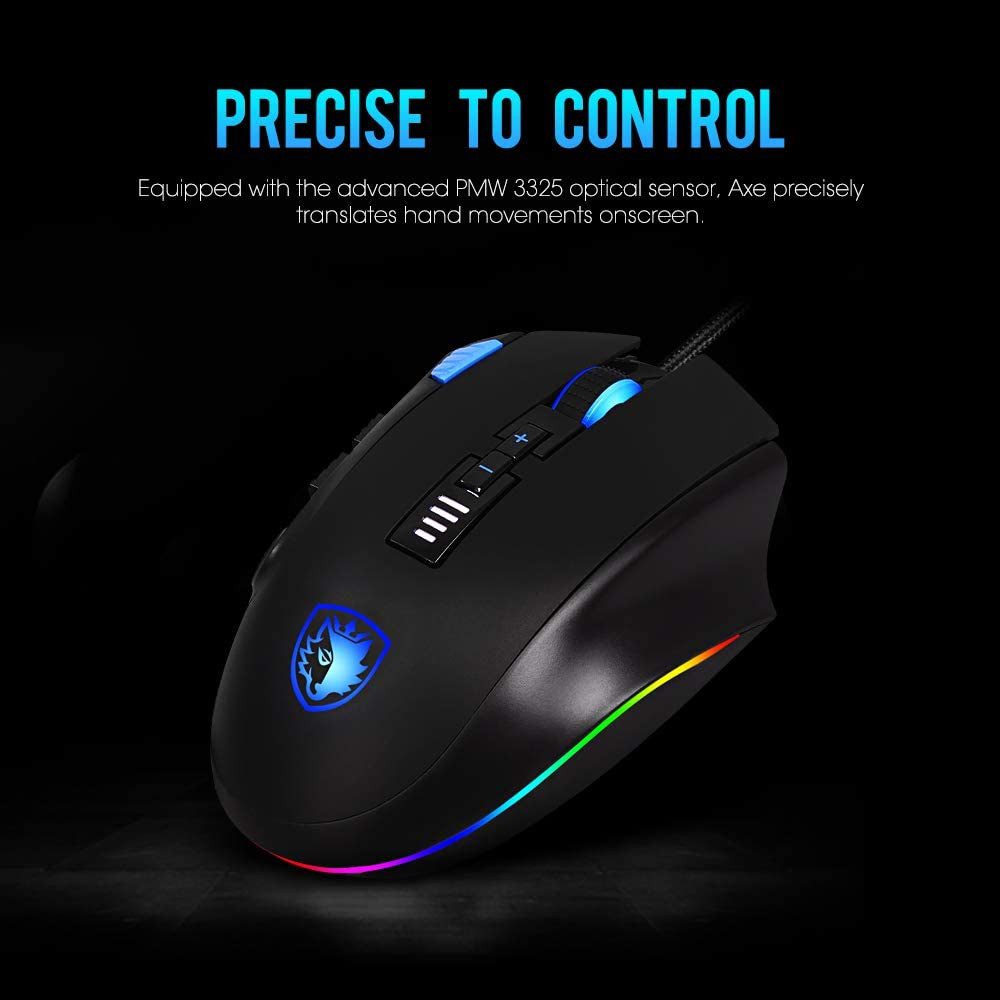 PRECISE TO CONTROL
Equipped with the advanced PMW 3325 optical sensor, Axe precisely
translates hand movements onscreen.
+
-